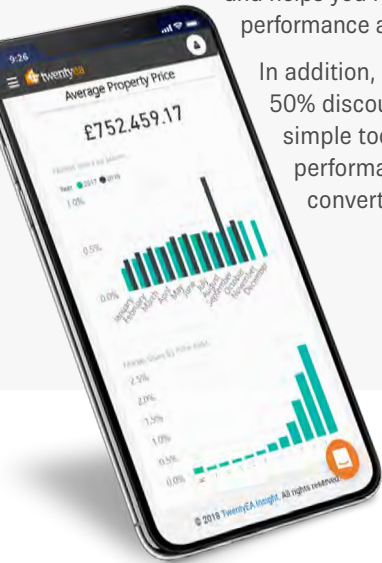 and helps you
performance a
In addition,
50% discou
simple too
performa
convert
9:26
twentyea
Average Property Price
£752.459.17
Year 2017 2018
1.0%
0.5%
0.0%
January
February
March
April
May
June
July
August
September
October
November
December
2.5%
2.0%
1.5%
1.0%
0.5%
0.0%
© 2018 TwentyEA Insight. All rights reserved